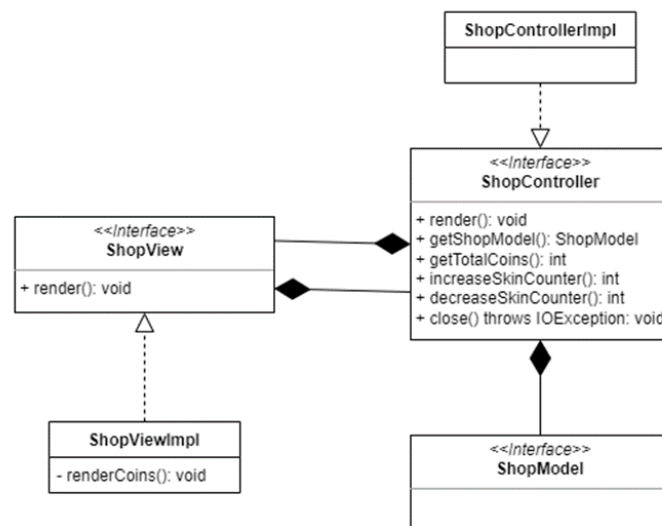 ShopControllerImpl
<<Interface>>
ShopController
+ render(): void
+ getShopModel(): ShopModel
+ getTotalCoins(): int
+ increaseSkinCounter(): int
+ decreaseSkinCounter(): int
+ close() throws IOException: void
<<Interface>>
ShopView
+ render(): void
ShopViewImpl
- renderCoins(): void
<<Interface>>
ShopModel